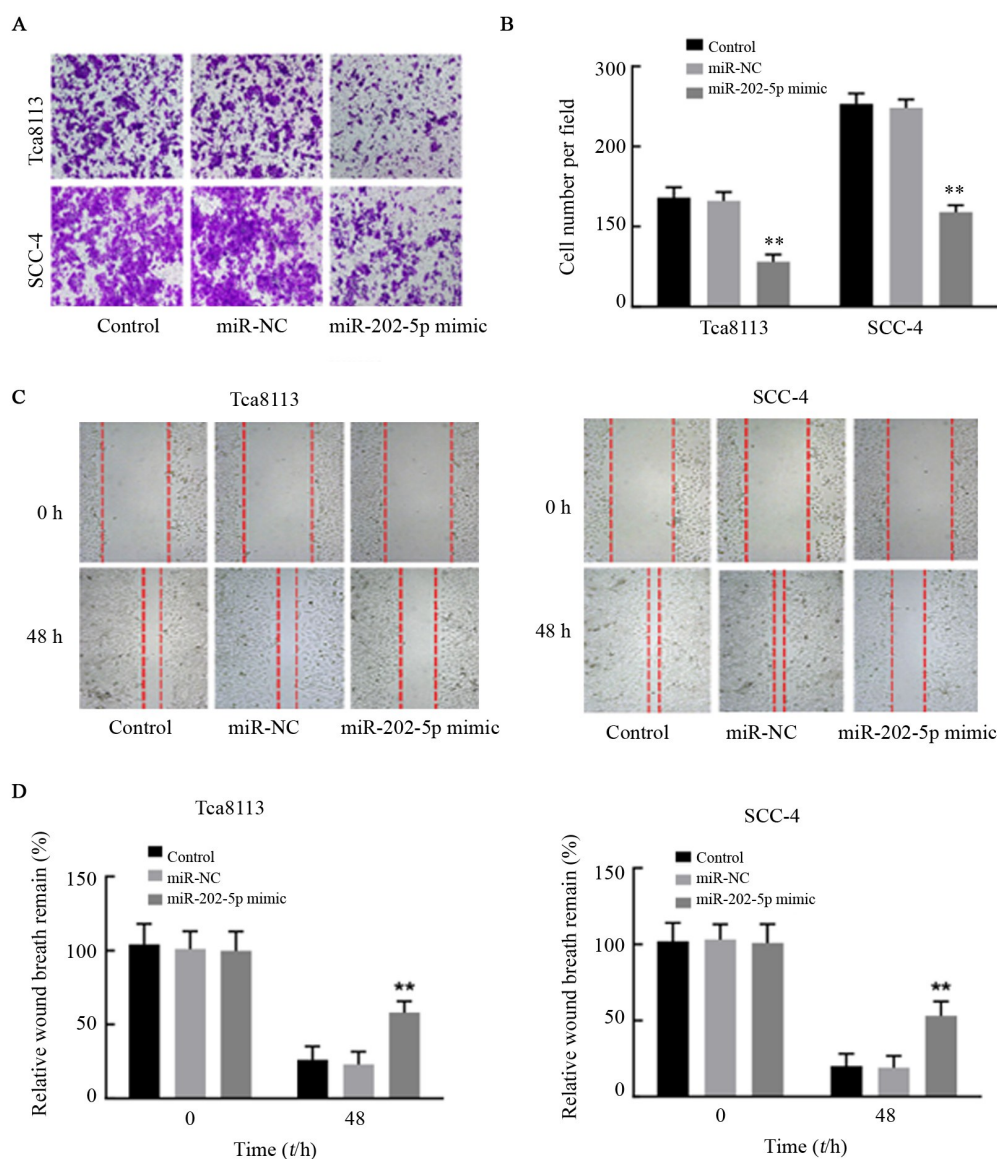 A
Tca8113
SCC-4
Control miR-NC miR-202-5p mimic
B
Control
miR-NC
miR-202-5p mimic
Cell number per field
300
200
150
0
**
**
Tca8113 SCC-4
C
Tca8113
0 h
48 h
Control miR-NC miR-202-5p mimic
SCC-4
0 h
48 h
Control miR-NC miR-202-5p mimic
D
Tca8113
Control
miR-NC
miR-202-5p mimic
Relative wound breath remain (%)
150
100
50
0
**
0 48
Time (t/h)
SCC-4
Control
miR-NC
miR-202-5p mimic
Relative wound breath remain (%)
150
100
50
0
**
0 48
Time (t/h)